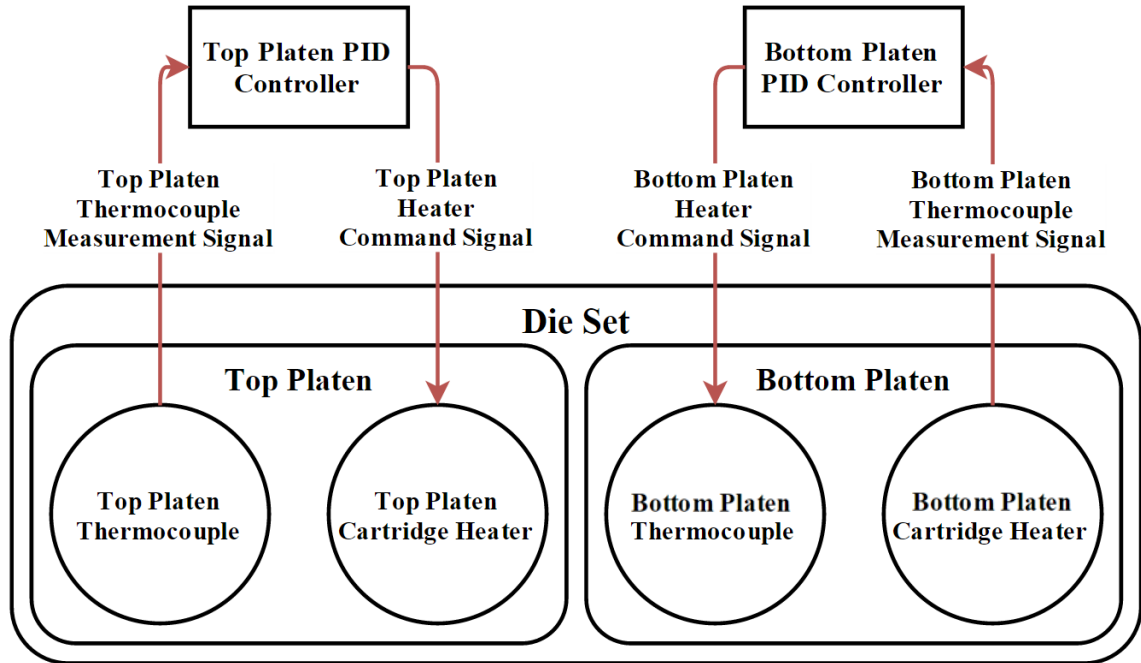 Top Platen PID
Controller
Bottom Platen
PID Controller
Top Platen
Thermocouple
Measurement Signal
Top Platen
Heater
Command Signal
Bottom Platen
Heater
Command Signal
Bottom Platen
Thermocouple
Measurement Signal
Die Set
Top Platen
Bottom Platen
Top Platen
Thermocouple
Top Platen
Cartridge Heater
Bottom Platen
Thermocouple
Bottom Platen
Cartridge Heater